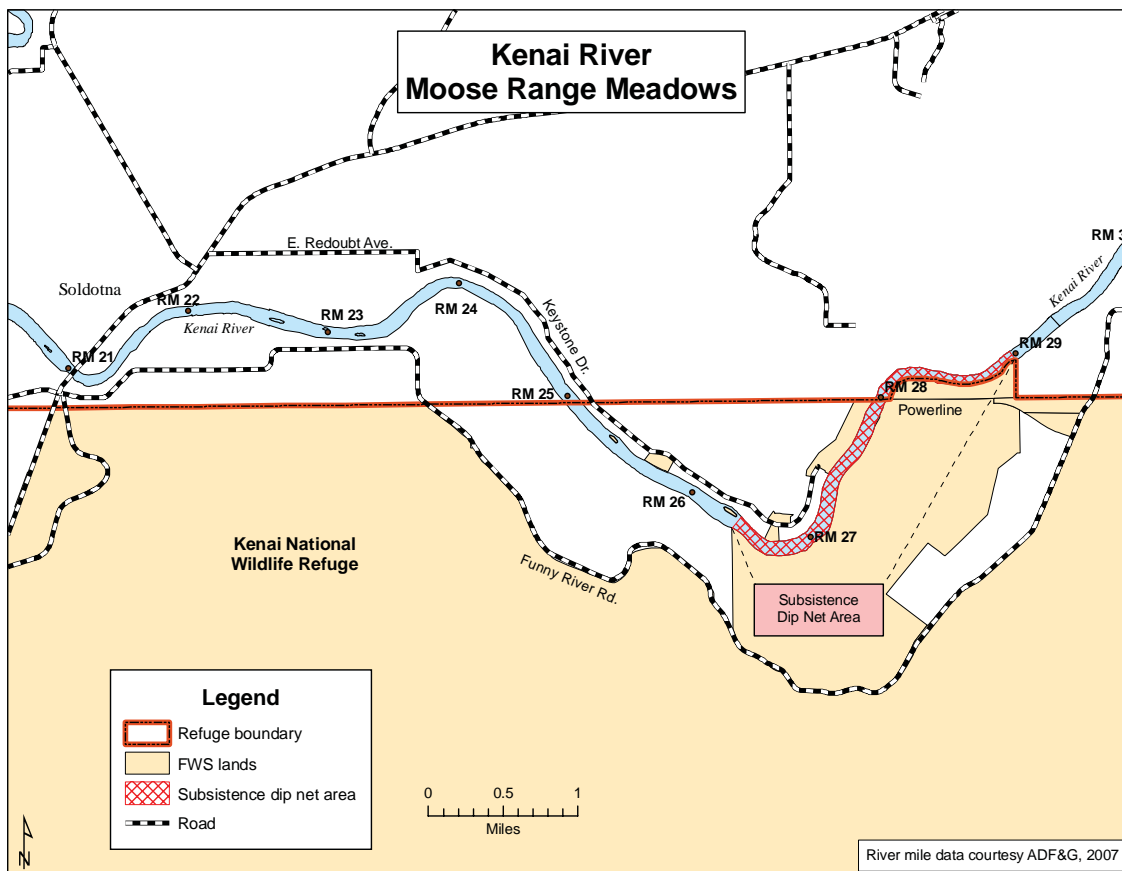 Kenai River
Moose Range Meadows
E. Redoubt Ave.
Soldotna
RM 21
RM 22
Kenai River
RM 23
RM 24
Keystone Dr.
RM 25
RM 26
RM 27
RM 28
RM 29
RM 3
Kenai River
Powerline
Kenai National
Wildlife Refuge
Funny River Rd.
Subsistence
Dip Net Area
Legend
Refuge boundary
FWS lands
Subsistence dip net area
Road
0 0.5 1
Miles
N
River mile data courtesy ADF&G, 2007